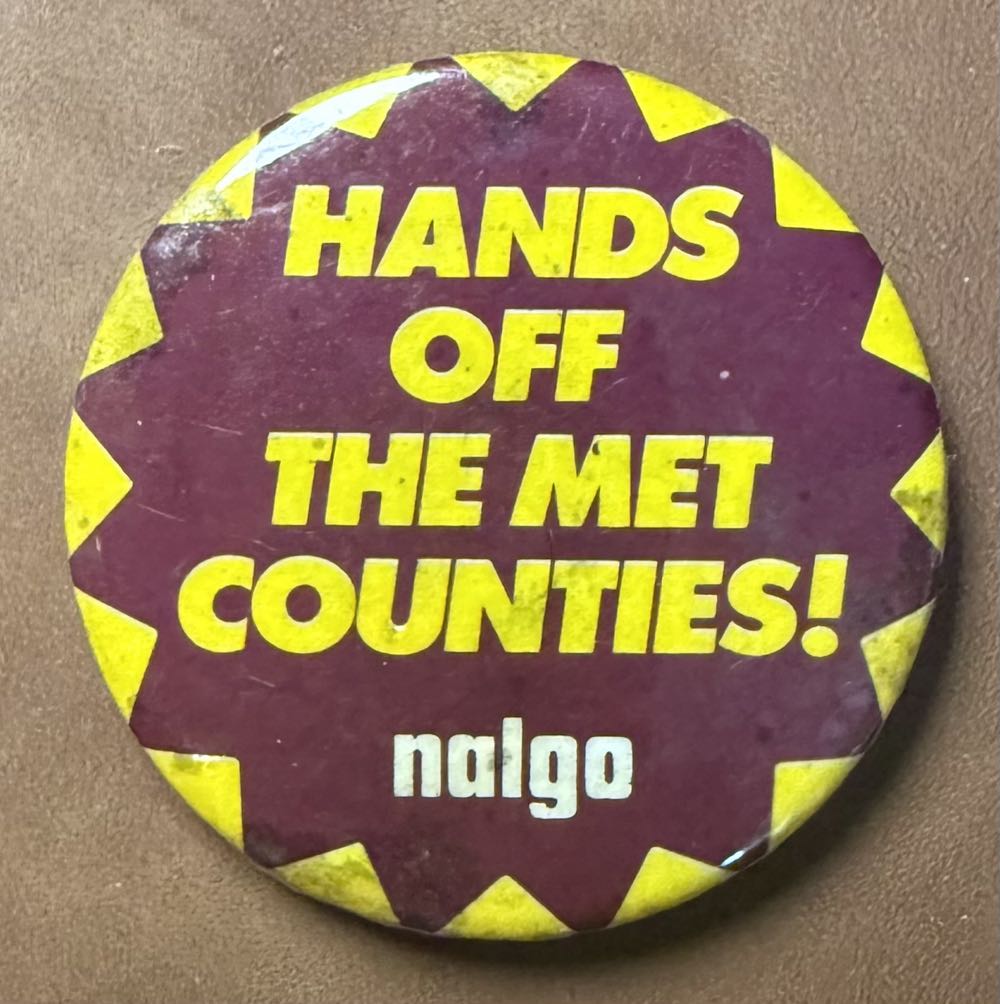 HANDS
OFF
THE MET
COUNTIES!
nalgo